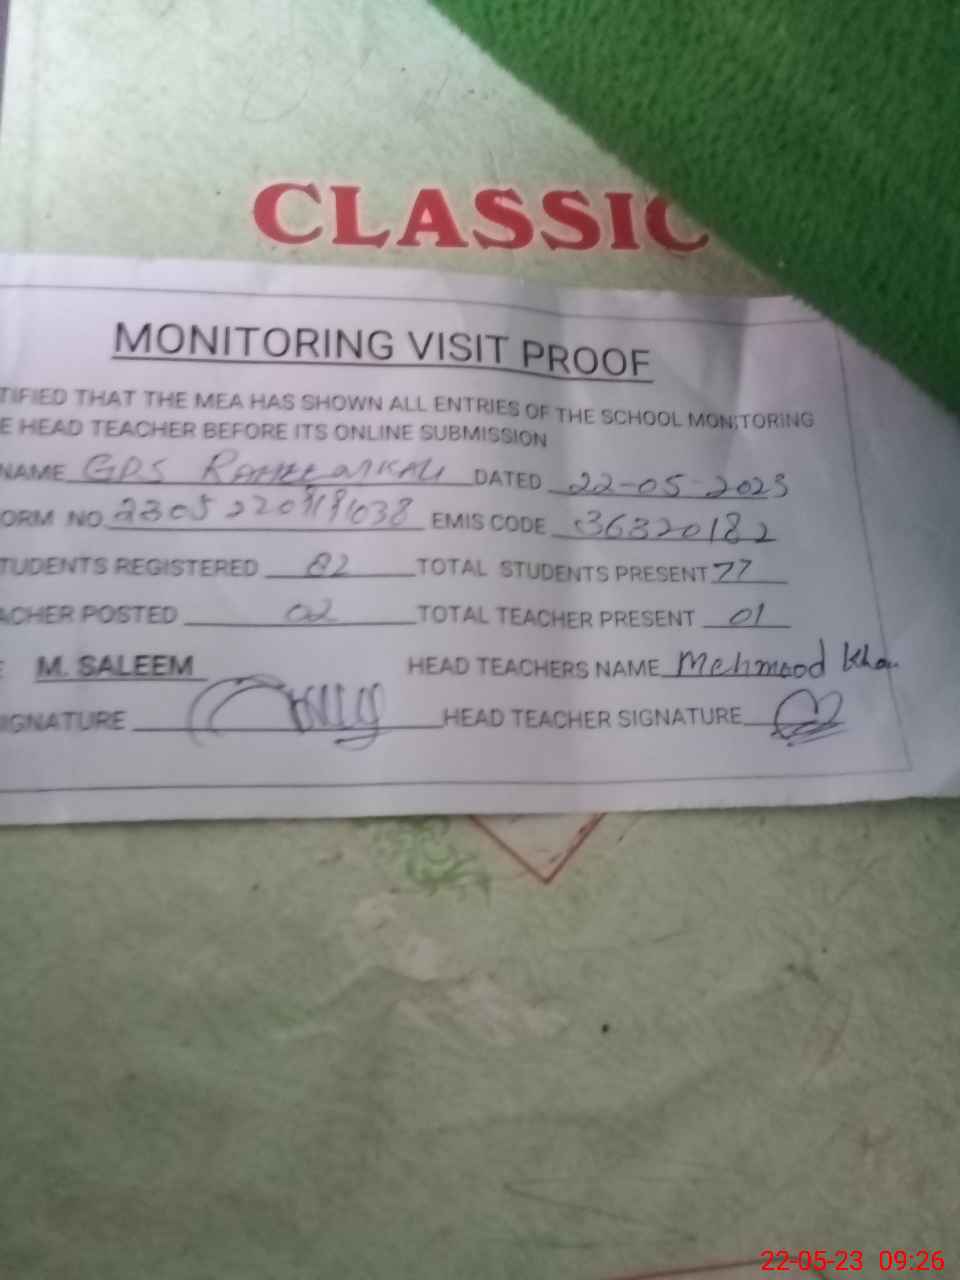 CLASSIC
MONITORING VISIT PROOF
TIFIED THAT THE MEA HAS SHOWN ALL ENTRIES OF THE SCHOOL MONITORING
E HEAD TEACHER BEFORE ITS ONLINE SUBMISSION
NAME GPS DATED 22-05-2023
ORM NO EMIS CODE 36320182
TUDENTS REGISTERED 82 TOTAL STUDENTS PRESENT 77
ACHER POSTED 02 TOTAL TEACHER PRESENT 01
M. SALEEM HEAD TEACHERS NAME Mehmood Khan
IGNATURE HEAD TEACHER SIGNATURE
22-05-23 09:26